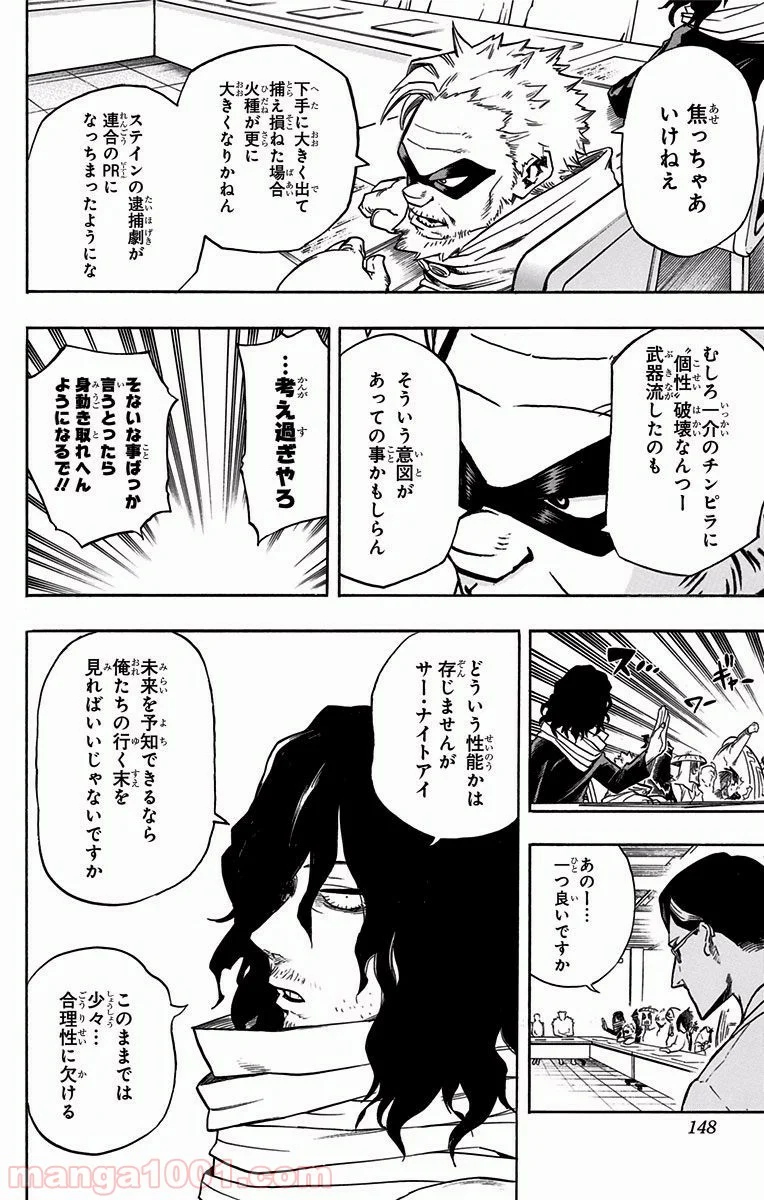 焦っちゃあ
いけねえ
下手に大きく出て
捕え損ねた場合
火種が更に
大きくなりかねん
ステインの逮捕劇が
連合のPRに
なっちまったようにな
むしろ一介のチンピラに
“個性”破壊なんつー
武器流したのも
そういう意図が
あっての事かもしらん
…考え過ぎやろ
そないな事ばっか
言うとったら
身動き取れへん
ようになるで!!
ギャー
ワー
スッ…
あのー…
一つ良いですか
どういう性能かは
存じませんが
サー・ナイトアイ
未来を予知できるなら
俺たちの行く末を
見ればいいじゃないですか
このままでは
少々…
合理性に欠ける
148
manga1001.com